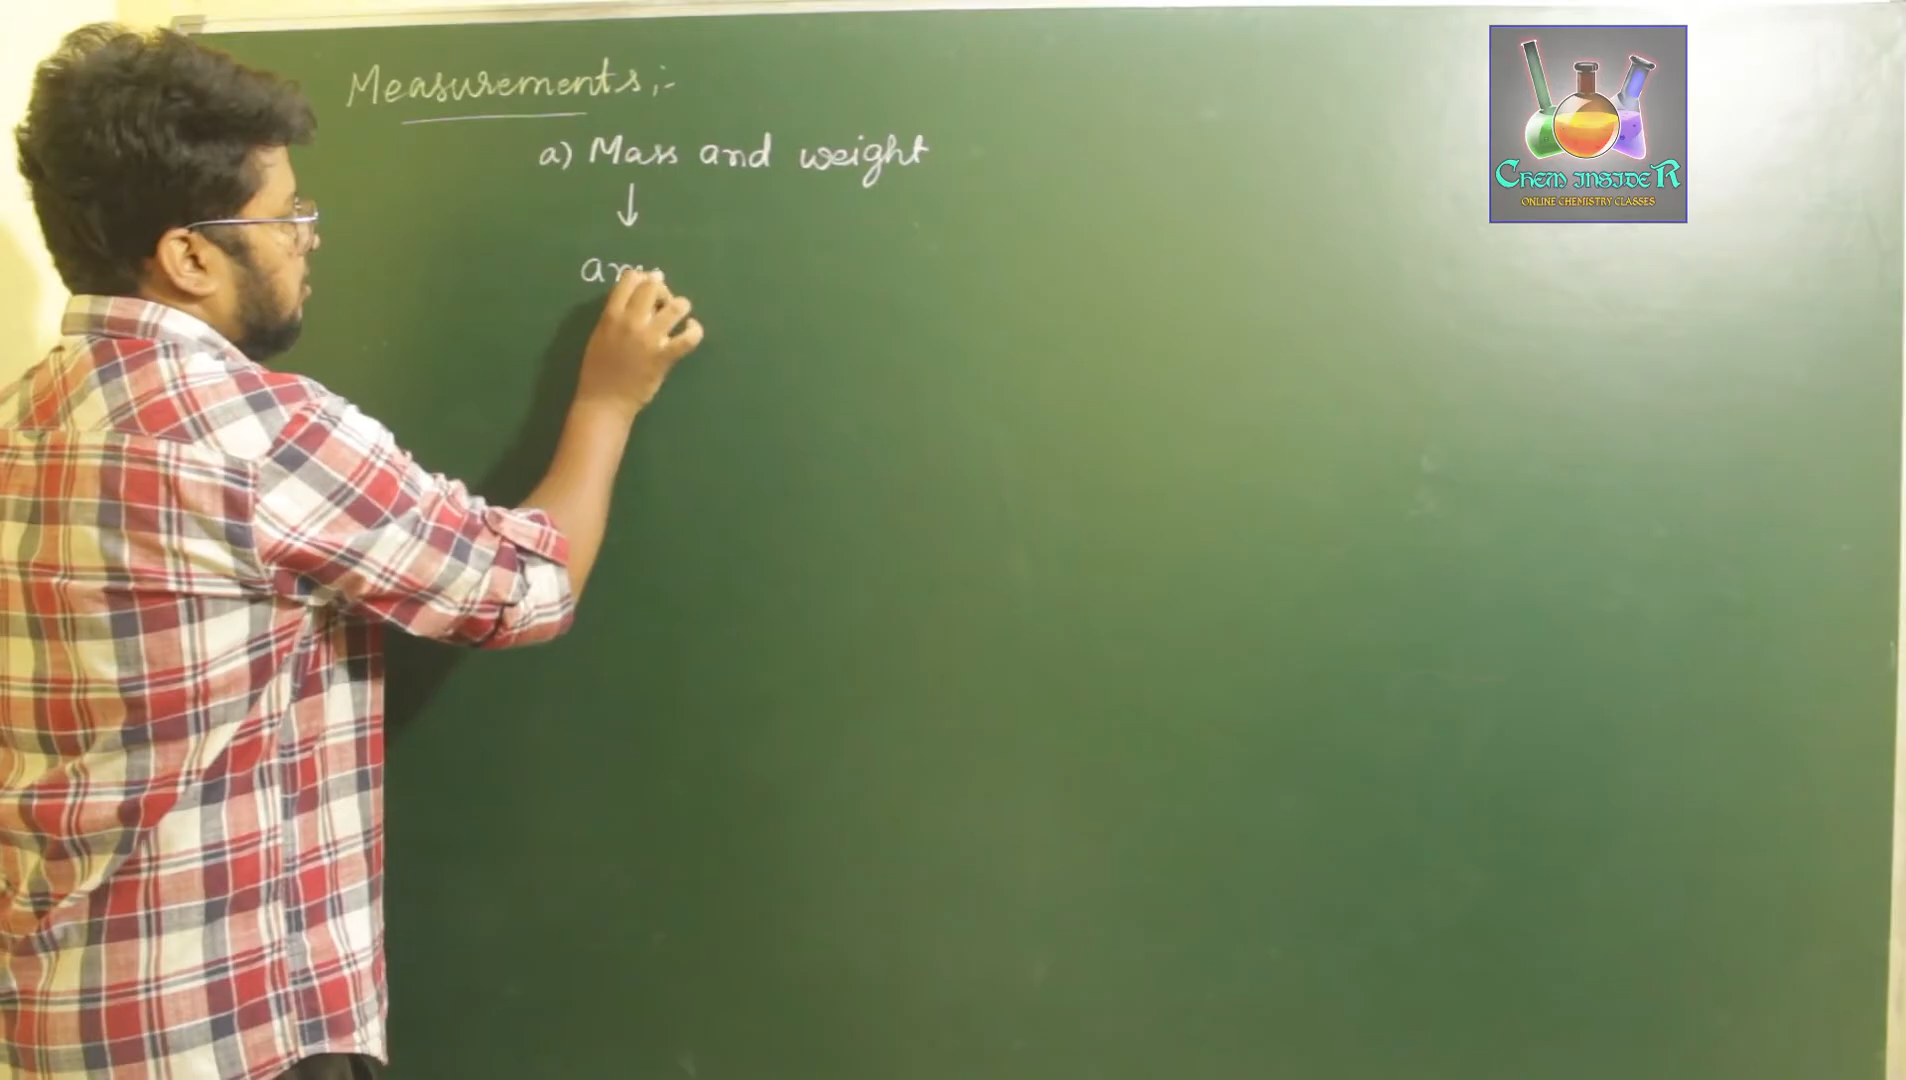 Measurements :-
a) Mass and weight
↓
CHEM INSIDER
ONLINE CHEMISTRY CLASSES